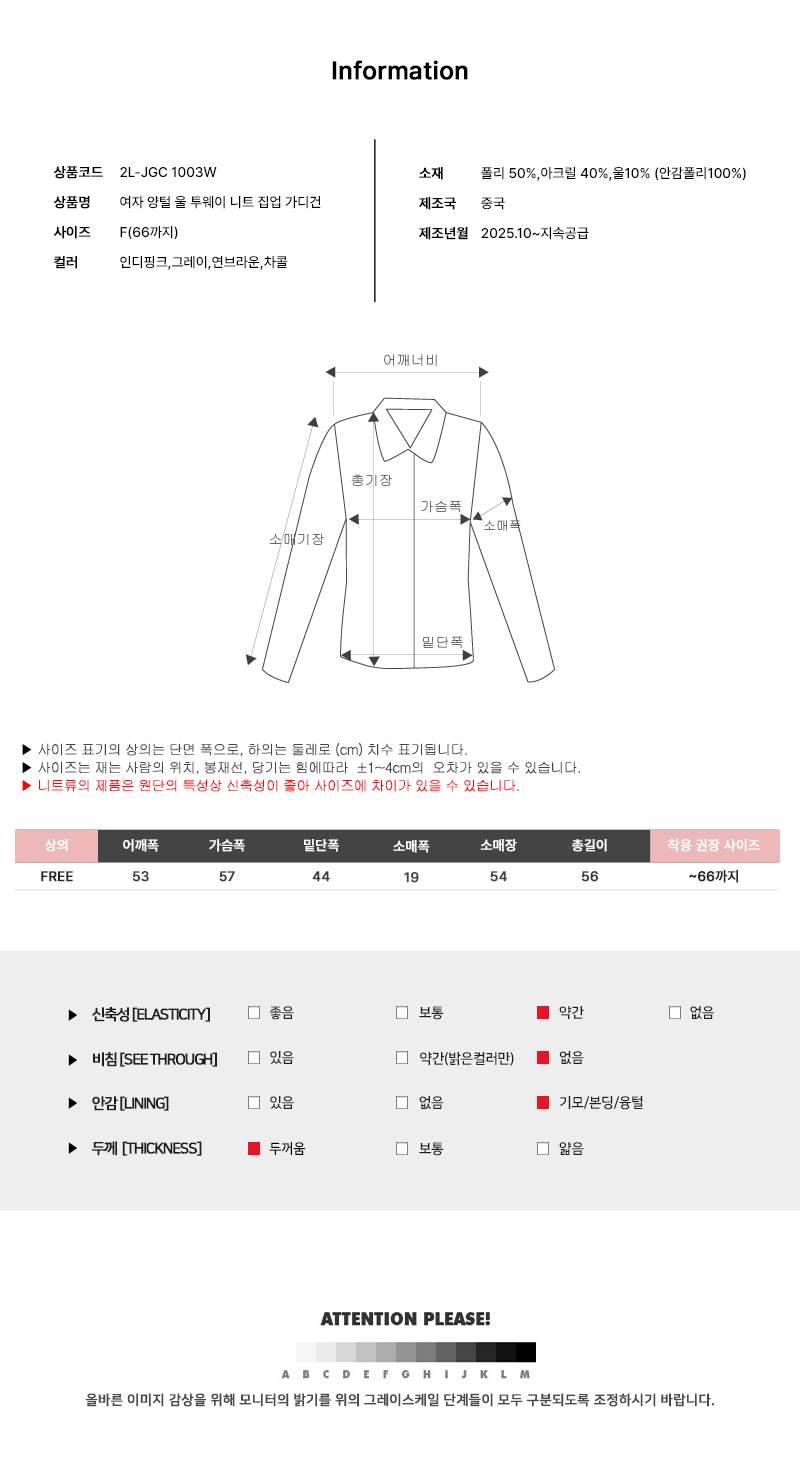 Information
상품코드 2L-JGC 1003W
상품명 여자 양털 울 투웨이 니트 집업 가디건
사이즈 F(66까지)
컬러 인디핑크,그레이,연브라운,차콜
소재 폴리 50%,아크릴 40%,울10% (안감폴리100%)
제조국 중국
제조년월 2025.10~지속공급
어깨너비
총기장
가슴폭
소매폭
소매기장
밑단폭
▶ 사이즈 표기의 상의는 단면 폭으로, 하의는 둘레로 (cm) 치수 표기됩니다.
▶ 사이즈는 재는 사람의 위치, 봉재선, 당기는 힘에따라 ±1~4cm의 오차가 있을 수 있습니다.
▶ 니트류의 제품은 원단의 특성상 신축성이 좋아 사이즈에 차이가 있을 수 있습니다.
상의 어깨폭 가슴폭 밑단폭 소매폭 소매장 총길이 착용 권장 사이즈
FREE 53 57 44 19 54 56 ~66까지
▶ 신축성 [ELASTICITY] 좋음 보통 약간 없음
▶ 비침 [SEE THROUGH] 있음 약간(밝은컬러만) 없음
▶ 안감 [LINING] 있음 없음 기모/본딩/융털
▶ 두께 [THICKNESS] 두꺼움 보통 얇음
ATTENTION PLEASE!
A B C D E F G H I J K L M
올바른 이미지 감상을 위해 모니터의 밝기를 위의 그레이스케일 단계들이 모두 구분되도록 조정하시기 바랍니다.